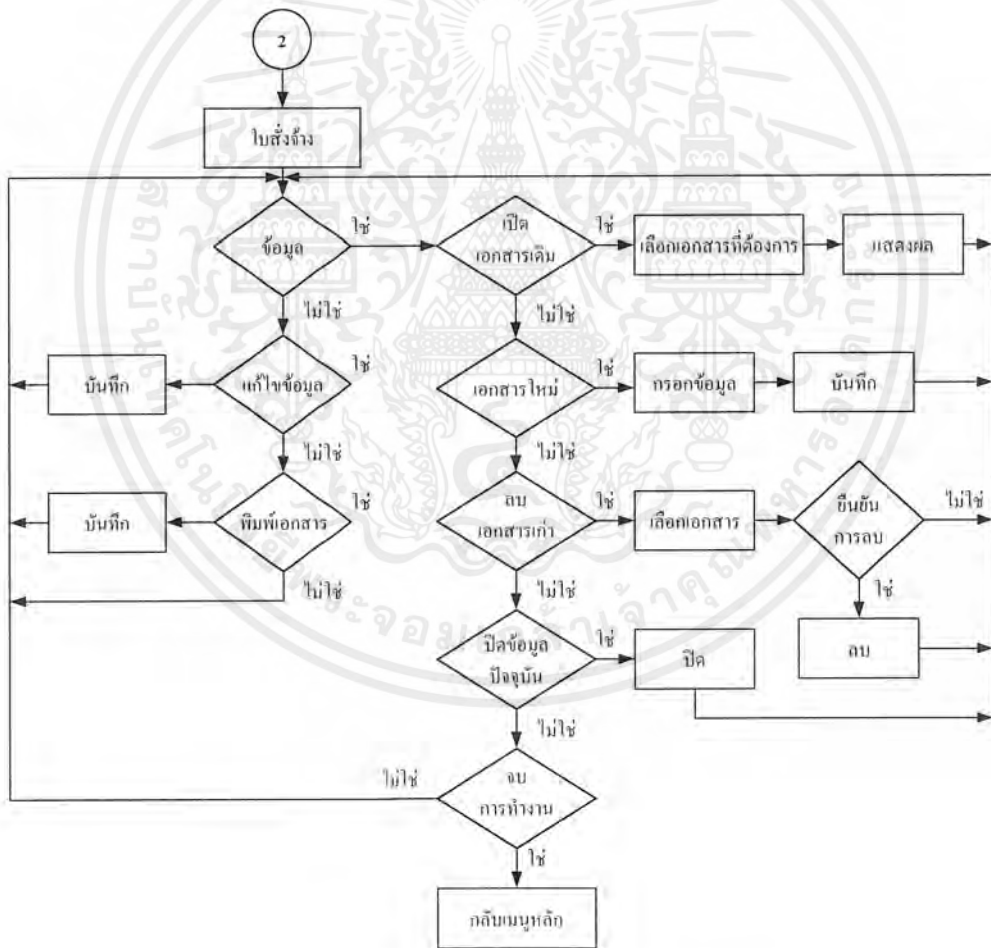 2
ใบสั่งจ้าง
ข้อมูล
ใช่
เปิด
เอกสารเดิม
ใช่
เลือกเอกสารที่ต้องการ
แสดงผล
ไม่ใช่
ไม่ใช่
บันทึก
ใช่
แก้ไขข้อมูล
เอกสารใหม่
ใช่
กรอกข้อมูล
บันทึก
ไม่ใช่
ไม่ใช่
บันทึก
ใช่
พิมพ์เอกสาร
ลบ
เอกสารเก่า
ใช่
เลือกเอกสาร
ยืนยัน
การลบ
ไม่ใช่
ไม่ใช่
ไม่ใช่
ใช่
ปิดข้อมูล
ปัจจุบัน
ใช่
ปิด
ลบ
ไม่ใช่
ไม่ใช่
จบ
การทำงาน
ใช่
กลับเมนูหลัก